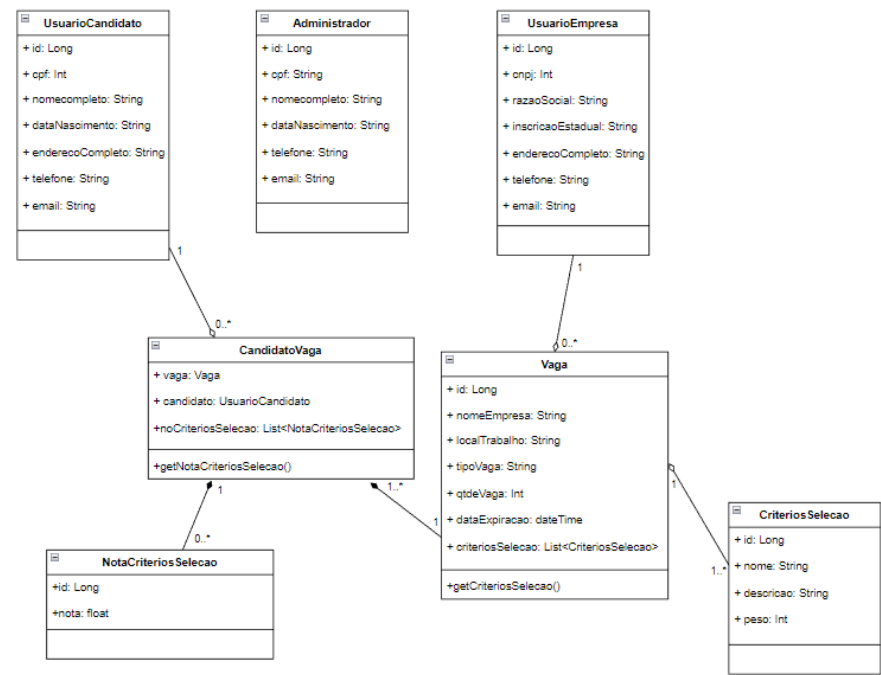 UsuarioCandidato
+ id: Long
+ cpf: Int
+ nomecompleto: String
+ dataNascimento: String
+ enderecoCompleto: String
+ telefone: String
+ email: String
Administrador
+ id: Long
+ cpf: String
+ nomecompleto: String
+ dataNascimento: String
+ telefone: String
+ email: String
UsuarioEmpresa
+ id: Long
+ cnpj: Int
+ razaoSocial: String
+ inscricaoEstadual: String
+ enderecoCompleto: String
+ telefone: String
+ email: String
1
0..*
1
0..*
CandidatoVaga
+ vaga: Vaga
+ candidato: UsuarioCandidato
+noCriteriosSelecao: List<NotaCriteriosSelecao>
+getNotaCriteriosSelecao()
Vaga
+ id: Long
+ nomeEmpresa: String
+ localTrabalho: String
+ tipoVaga: String
+ qtdeVaga: Int
+ dataExpiracao: dateTime
+ criteriosSelecao: List<CriteriosSelecao>
+getCriteriosSelecao()
1
0..*
1..*
1
1
1..*
NotaCriteriosSelecao
+id: Long
+nota: float
CriteriosSelecao
+ id: Long
+ nome: String
+ descricao: String
+ peso: Int